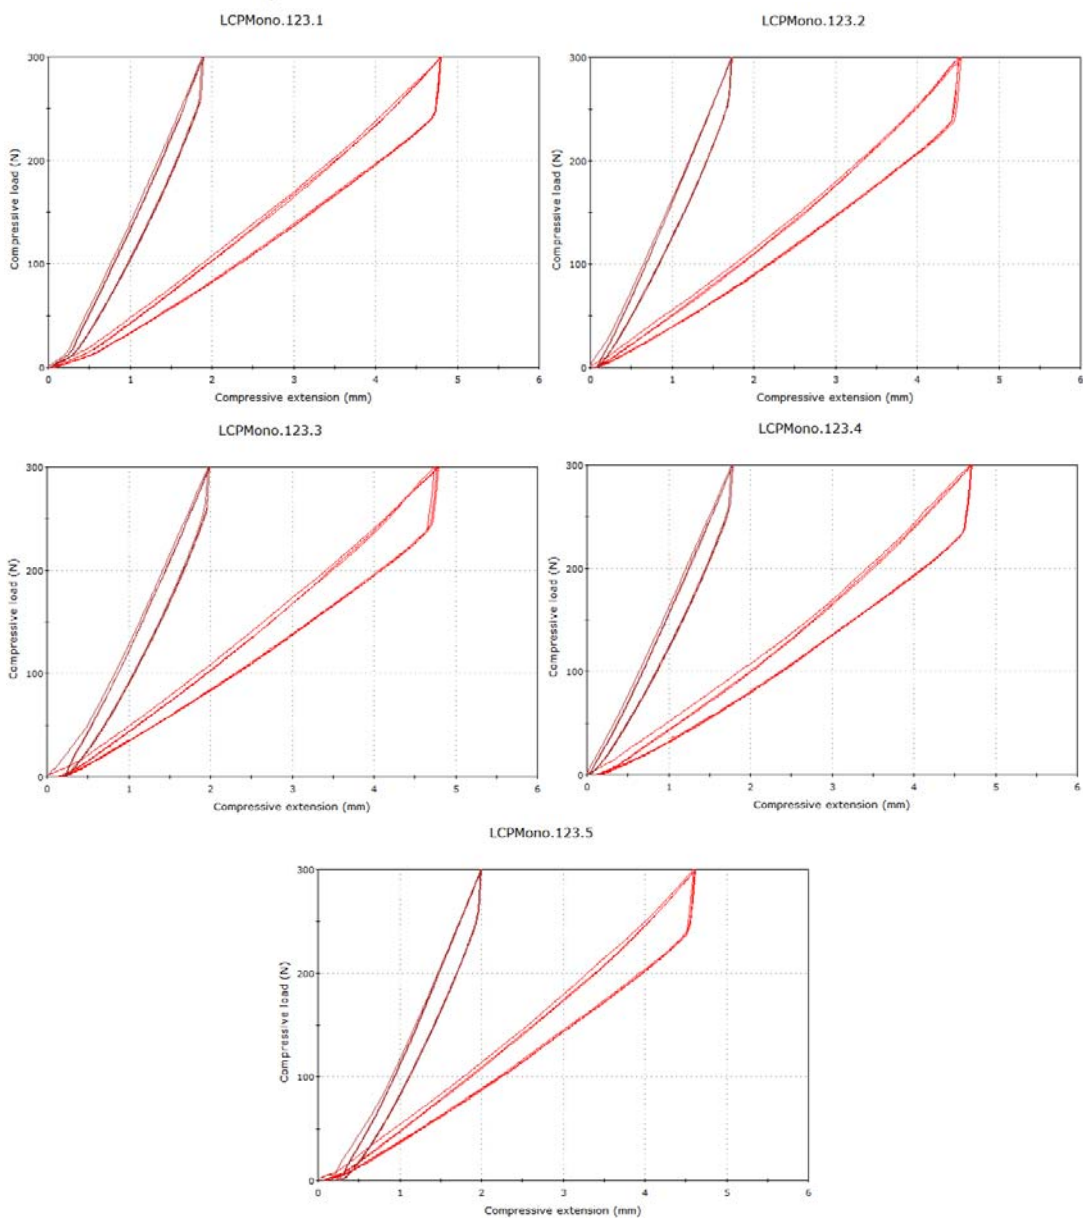 LCPMono.123.1
LCPMono.123.2
300
200
100
0
Compressive load (N)
0 1 2 3 4 5 6
Compressive extension (mm)
300
200
100
0
Compressive load (N)
0 1 2 3 4 5 6
Compressive extension (mm)
LCPMono.123.3
LCPMono.123.4
300
200
100
0
Compressive load (N)
0 1 2 3 4 5 6
Compressive extension (mm)
300
200
100
0
Compressive load (N)
0 1 2 3 4 5 6
Compressive extension (mm)
LCPMono.123.5
300
200
100
0
Compressive load (N)
0 1 2 3 4 5 6
Compressive extension (mm)